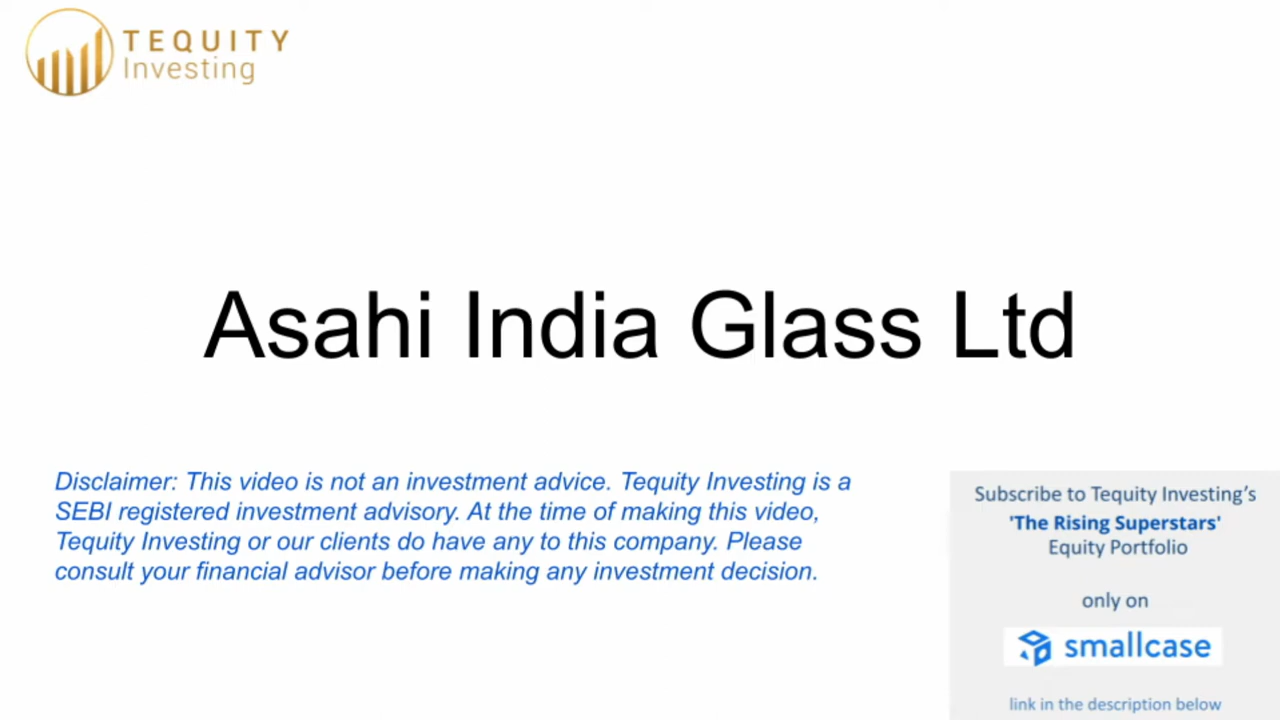 TEQUITY
Investing
Asahi India Glass Ltd
Disclaimer: This video is not an investment advice. Tequity Investing is a
SEBI registered investment advisory. At the time of making this video,
Tequity Investing or our clients do have any to this company. Please
consult your financial advisor before making any investment decision.
Subscribe to Tequity Investing's
'The Rising Superstars'
Equity Portfolio
only on
smallcase
link in the description below